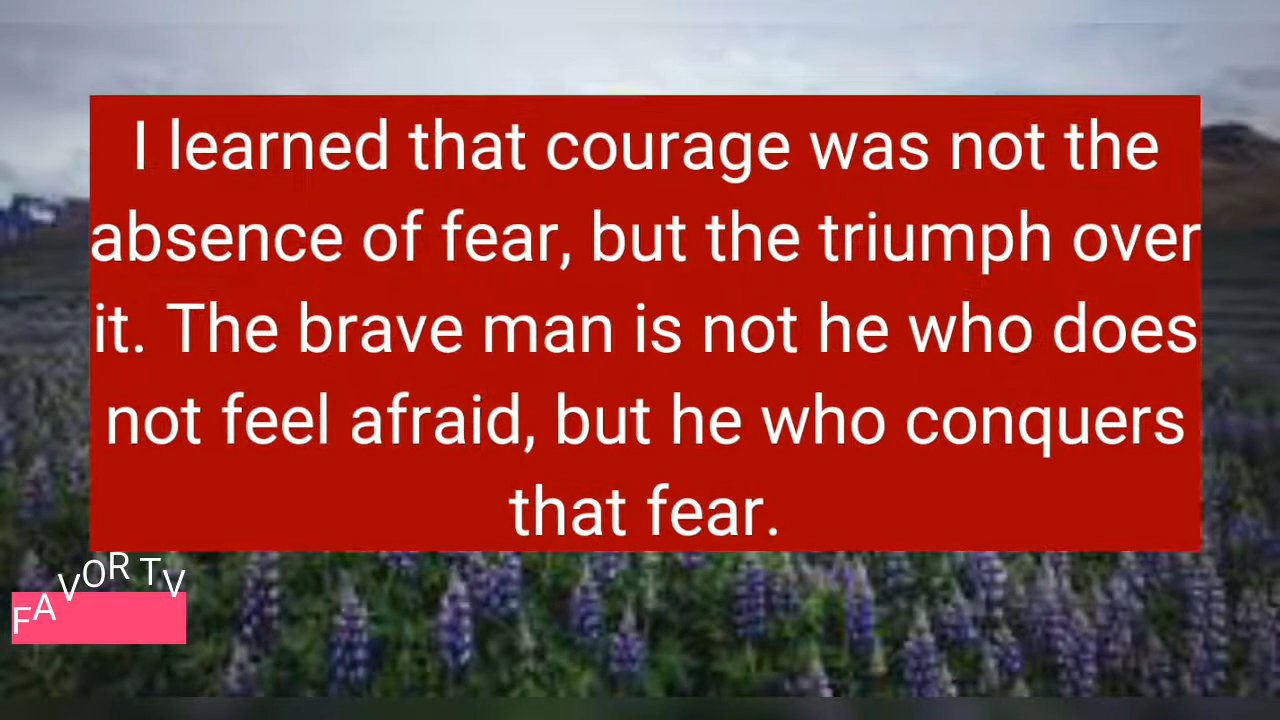 I learned that courage was not the
absence of fear, but the triumph over
it. The brave man is not he who does
not feel afraid, but he who conquers
that fear.
FAVOR TV